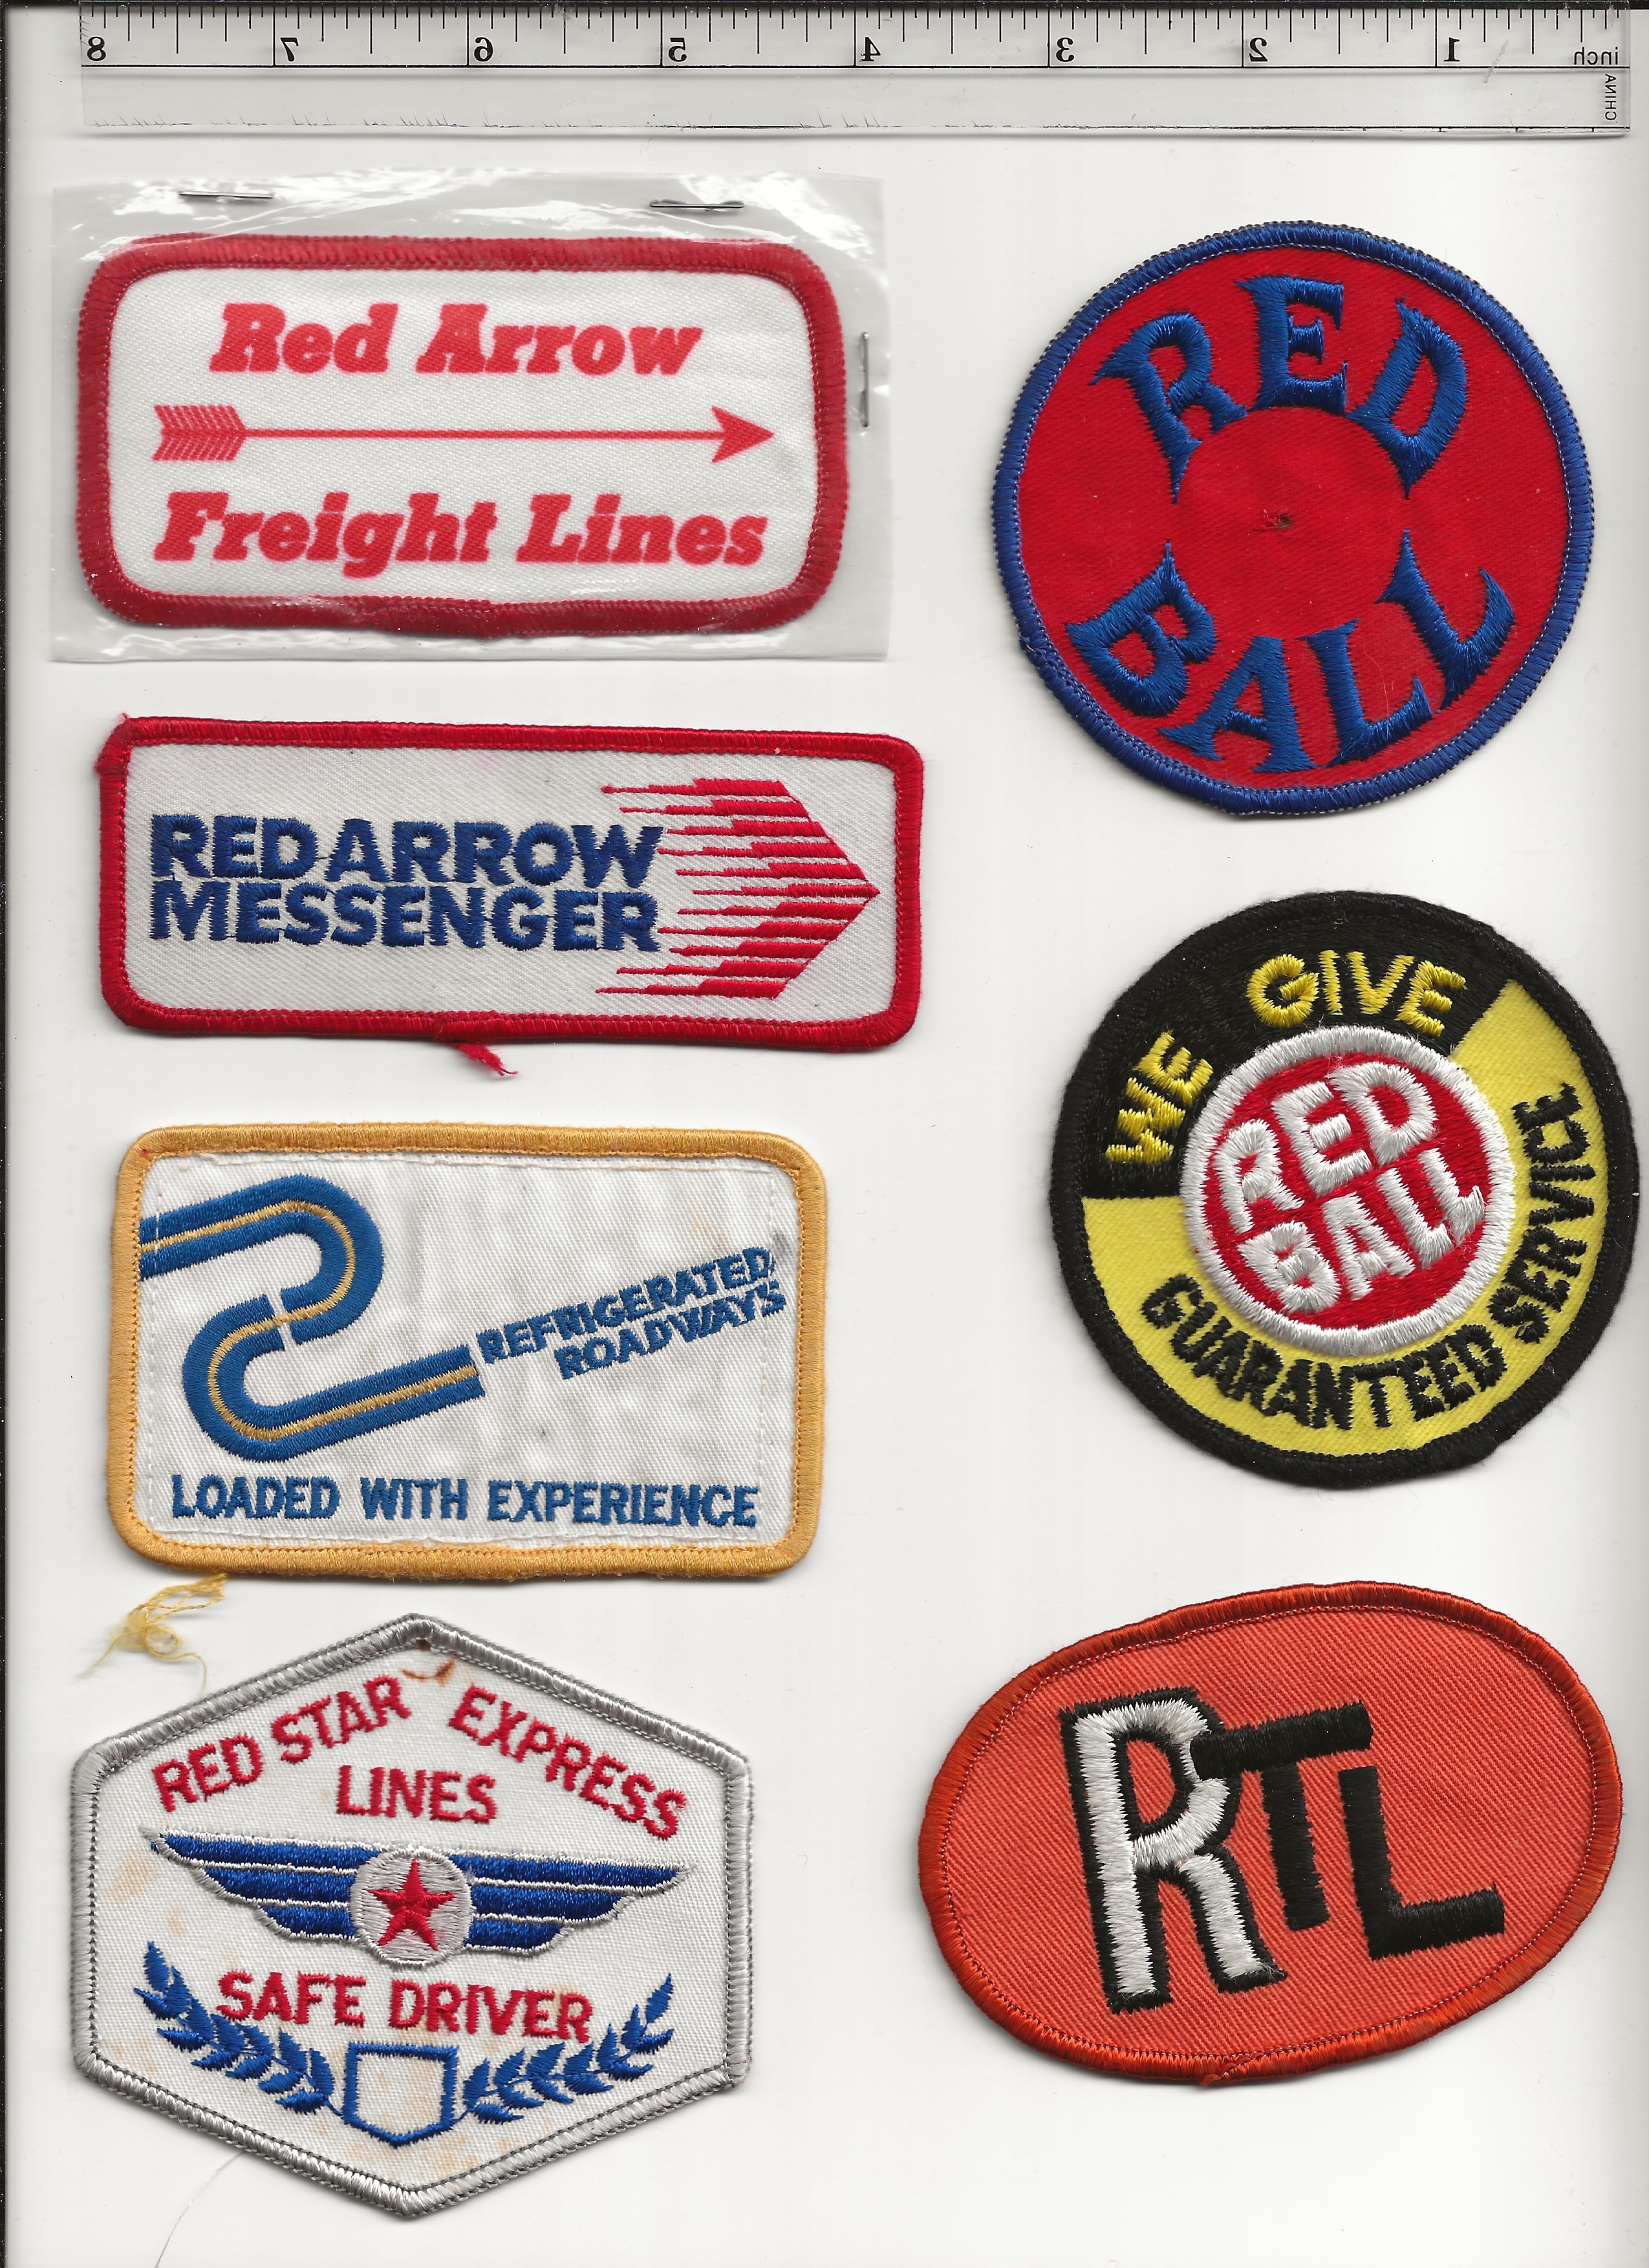 8 7 6 5 4 3 2 1 inch
CHINA
Red Arrow
Freight Lines
RED
BALL
RED ARROW
MESSENGER
WE GIVE
RED
BALL
GUARANTEED SERVICE
REFRIGERATED
ROADWAYS
LOADED WITH EXPERIENCE
RED STAR EXPRESS
LINES
SAFE DRIVER
RTL